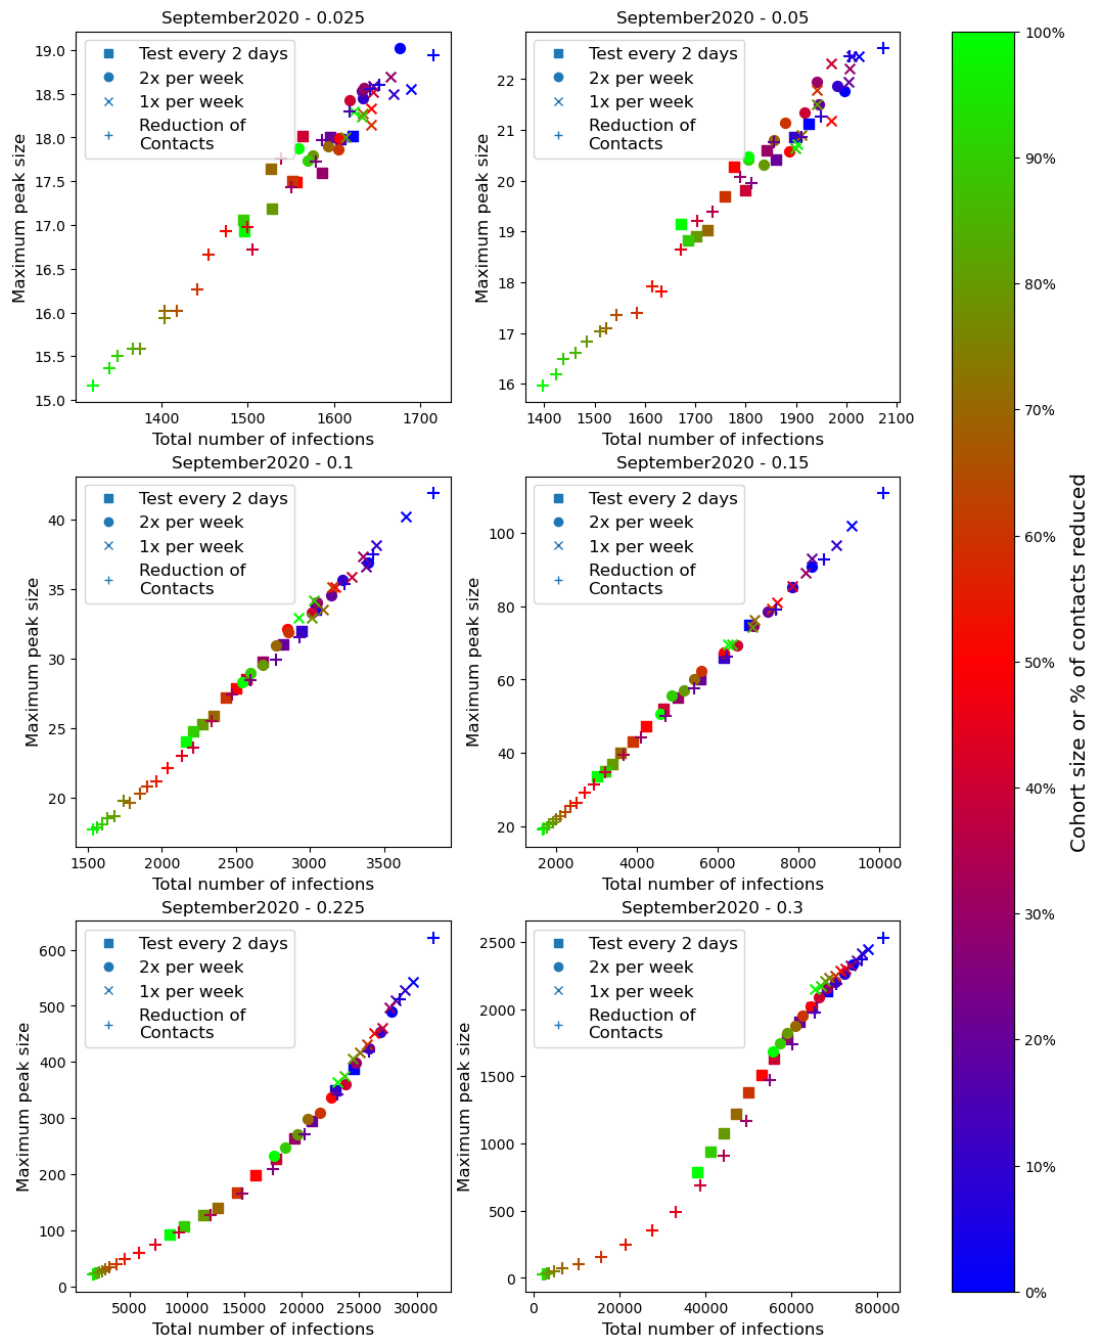 September2020 - 0.025
Maximum peak size
19.0
18.5
18.0
17.5
17.0
16.5
16.0
15.5
15.0
Test every 2 days
2x per week
1x per week
Reduction of
Contacts
1400
1500
1600
1700
Total number of infections
September2020 - 0.05
Maximum peak size
22
21
20
19
18
17
16
Test every 2 days
2x per week
1x per week
Reduction of
Contacts
1400
1500
1600
1700
1800
1900
2000
2100
Total number of infections
September2020 - 0.1
Maximum peak size
40
35
30
25
20
Test every 2 days
2x per week
1x per week
Reduction of
Contacts
1500
2000
2500
3000
3500
Total number of infections
September2020 - 0.15
Maximum peak size
100
80
60
40
20
Test every 2 days
2x per week
1x per week
Reduction of
Contacts
2000
4000
6000
8000
10000
Total number of infections
September2020 - 0.225
Maximum peak size
600
500
400
300
200
100
0
Test every 2 days
2x per week
1x per week
Reduction of
Contacts
5000
10000
15000
20000
25000
30000
Total number of infections
September2020 - 0.3
Maximum peak size
2500
2000
1500
1000
500
0
Test every 2 days
2x per week
1x per week
Reduction of
Contacts
0
20000
40000
60000
80000
Total number of infections
100%
90%
80%
70%
60%
50%
40%
30%
20%
10%
0%
Cohort size or % of contacts reduced